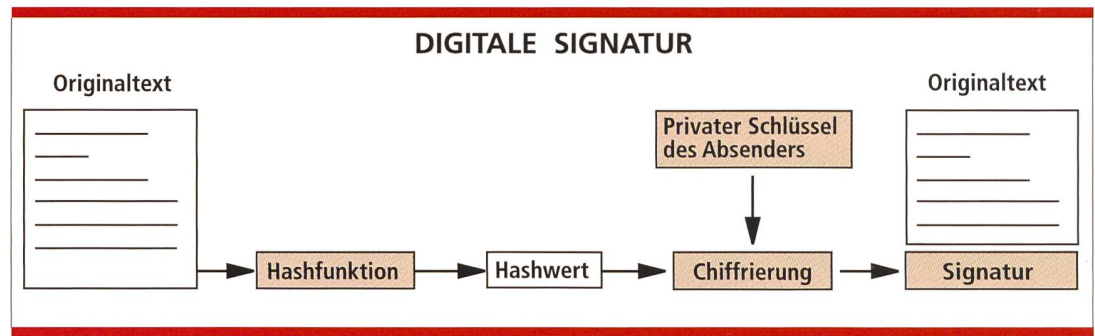 DIGITALE SIGNATUR
Originaltext
Originaltext
Privater Schlüssel
des Absenders
Hashfunktion
Hashwert
Chiffrierung
Signatur